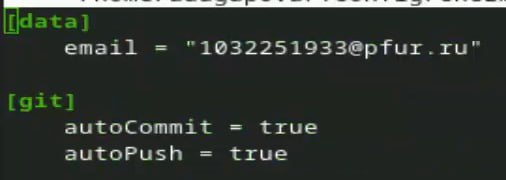 [data]
email = "1032251933@pfur.ru"
[git]
autoCommit = true
autoPush = true